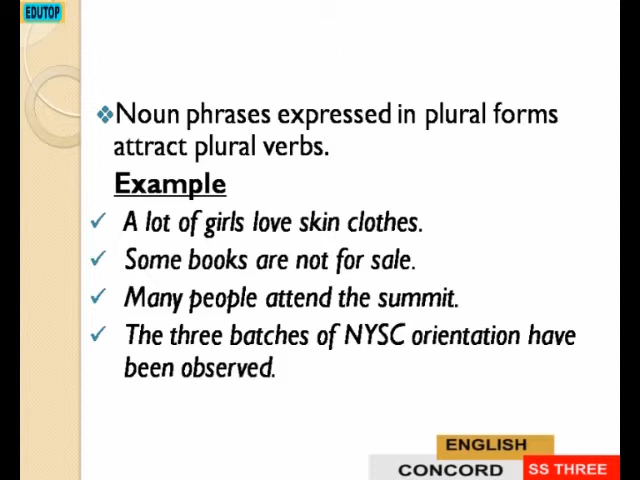 EDUTOP
Noun phrases expressed in plural forms
attract plural verbs.
Example
A lot of girls love skin clothes.
Some books are not for sale.
Many people attend the summit.
The three batches of NYSC orientation have
been observed.
ENGLISH
CONCORD SS THREE